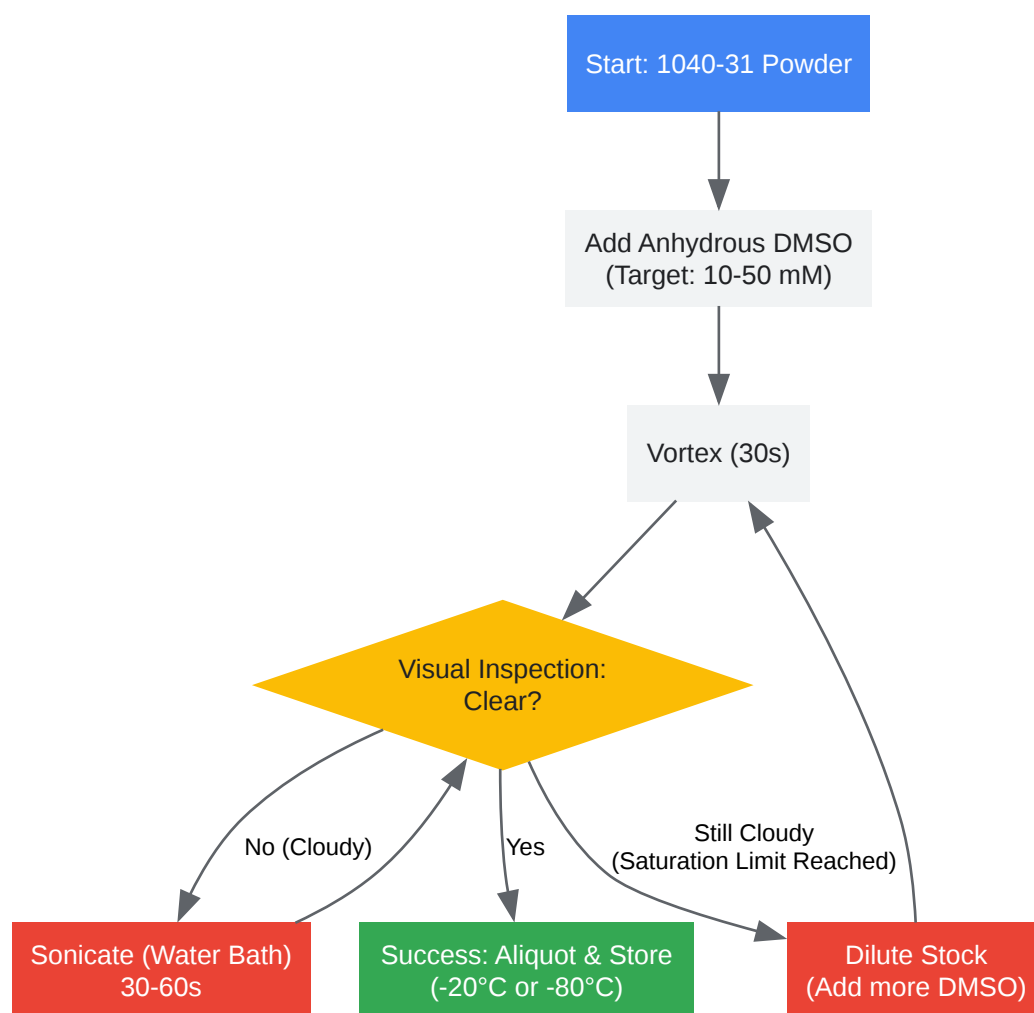 Start: 1040-31 Powder
Add Anhydrous DMSO
(Target: 10-50 mM)
Vortex (30s)
Visual Inspection:
Clear?
No (Cloudy)
Yes
Still Cloudy
(Saturation Limit Reached)
Sonicate (Water Bath)
30-60s
Success: Aliquot & Store
(-20°C or -80°C)
Dilute Stock
(Add more DMSO)